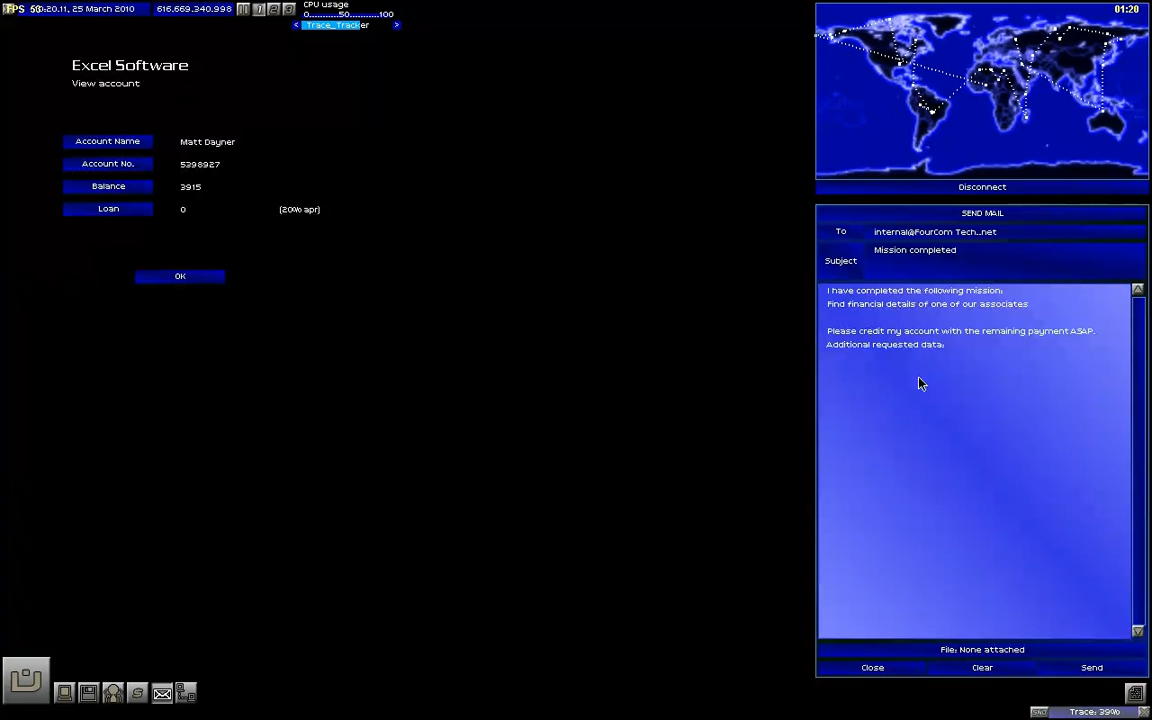 25 March 2010
616.669.340.998
CPU usage
0..........50..........100
< Trace_Tracker >
01:20
Excel Software
View account
Account Name Matt Dayner
Account No. 5398927
Balance 3915
Loan 0 (20% apr)
OK
Disconnect
SEND MAIL
To internal@FourCom Tech..net
Subject Mission completed
I have completed the following mission:
Find financial details of one of our associates
Please credit my account with the remaining payment ASAP.
Additional requested data:
File: None attached
Close Clear Send
Trace: 39%